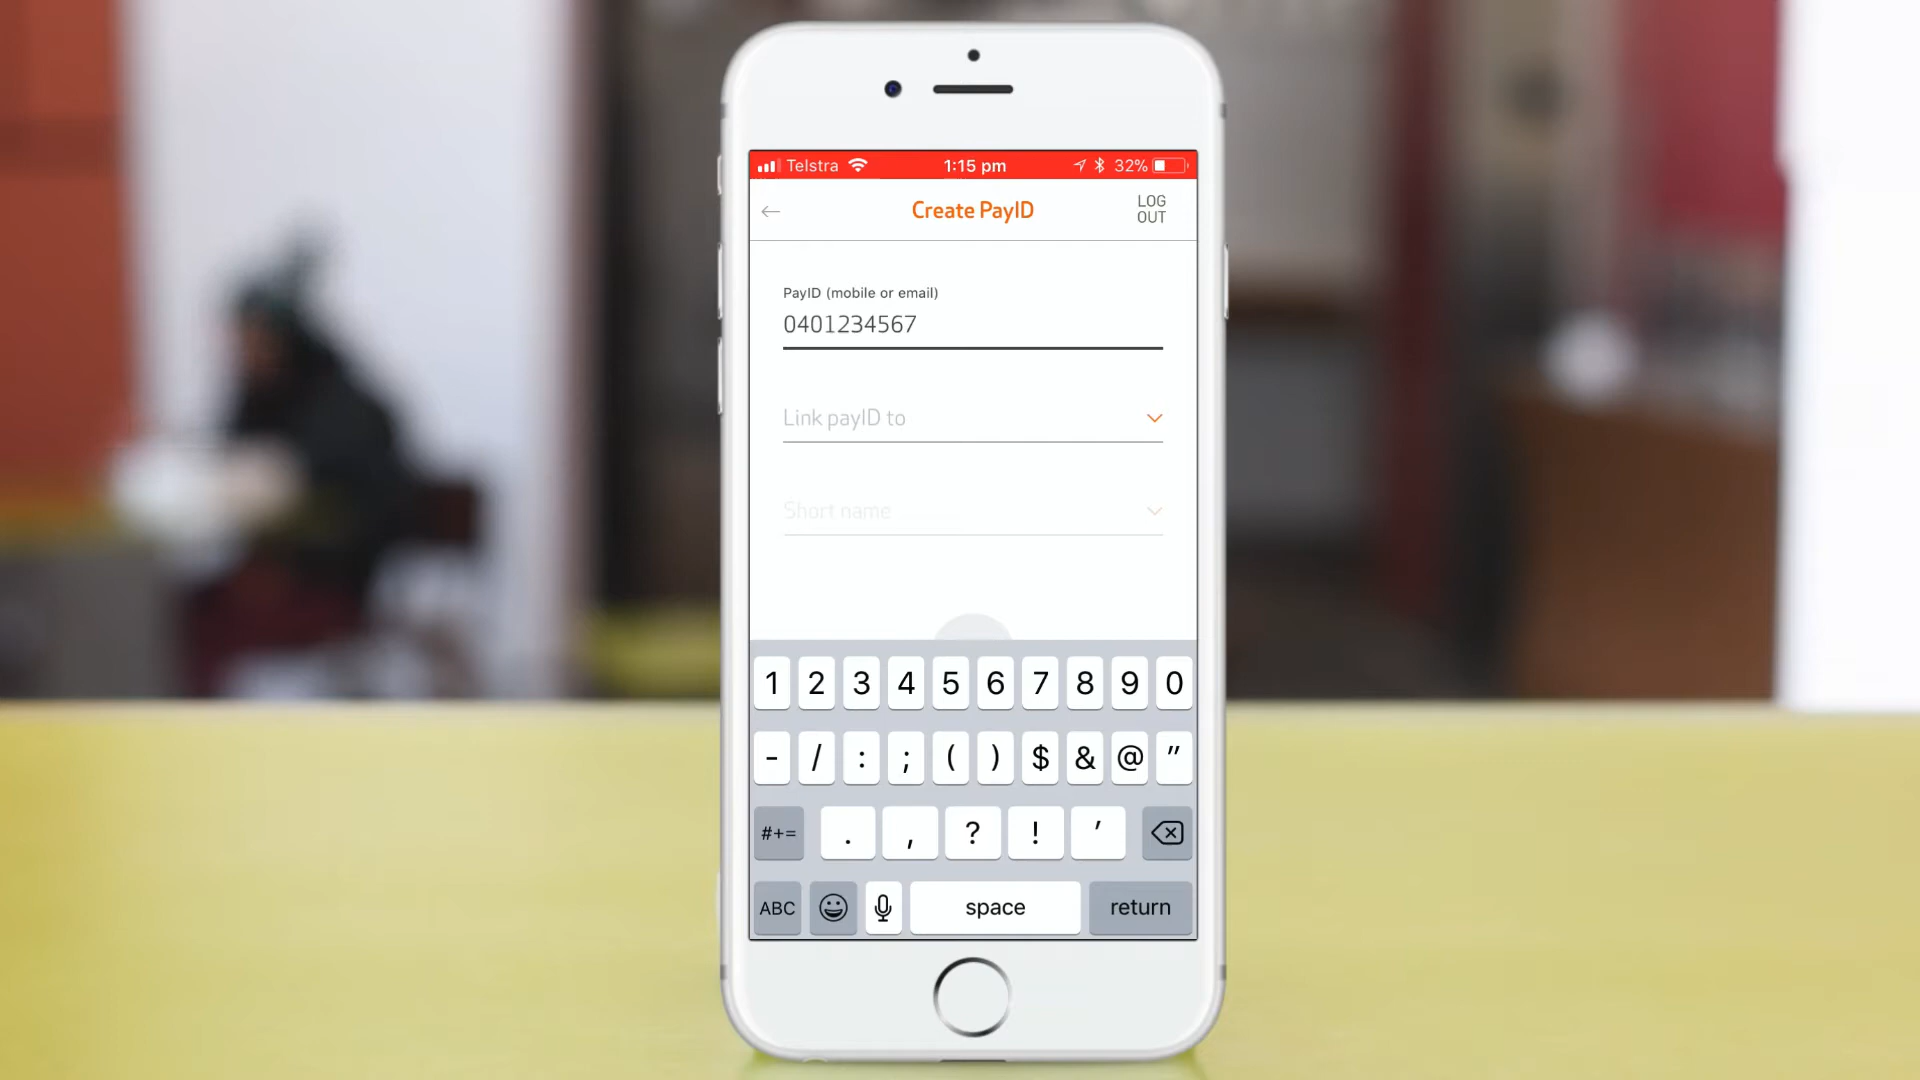 Telstra 1:15 pm 32%
← Create PayID LOG OUT
PayID (mobile or email)
0401234567
Link payID to
Short name
1 2 3 4 5 6 7 8 9 0
- / : ; ( ) $ & @ "
#+= . , ? ! '
ABC space return